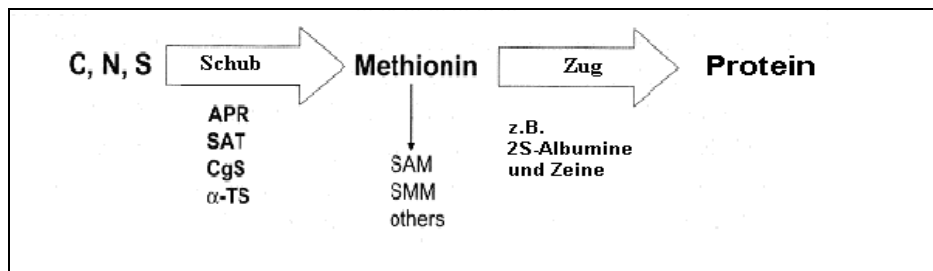 C, N, S Schub Methionin Zug Protein
APR
SAT
CgS
α-TS
SAM
SMM
others
z.B.
2S-Albumine
und Zeine